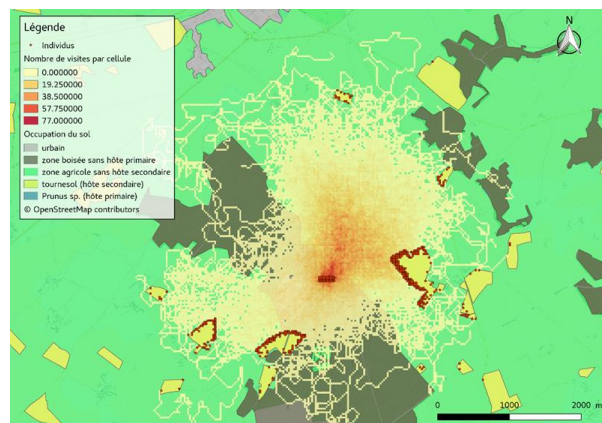 Légende
Individus
Nombre de visites par cellule
0.000000
19.250000
38.500000
57.750000
77.000000
Occupation du sol
urbain
zone boisée sans hôte primaire
zone agricole sans hôte secondaire
tournesol (hôte secondaire)
Prunus sp. (hôte primaire)
© OpenStreetMap contributors
N
0 1000 2000 m